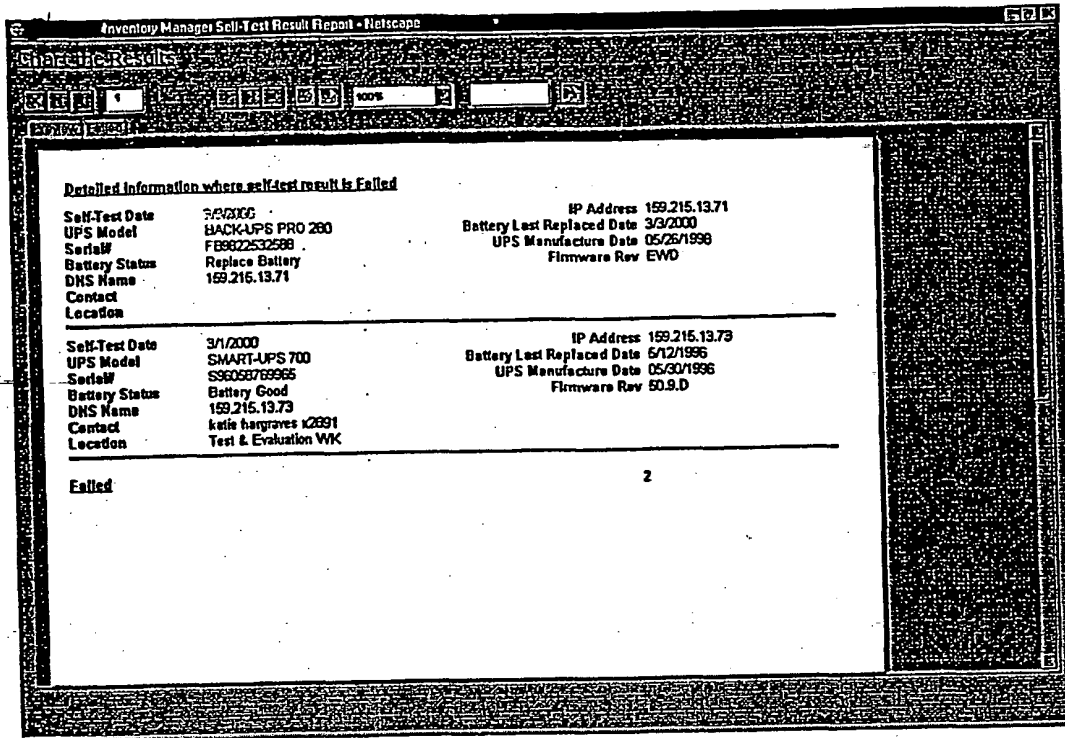 Inventory Manager Self-Test Result Report - Netscape
1
100%
Detailed Information where self-test result is Failed
Self-Test Date
UPS Model BACK-UPS PRO 280
Serial# FB9822532588
Battery Status Replace Battery
DNS Name 159.215.13.71
Contact
Location
IP Address 159.215.13.71
Battery Last Replaced Date 3/3/2000
UPS Manufacture Date 05/26/1998
Firmware Rev EWD
Self-Test Date 3/1/2000
UPS Model SMART-UPS 700
Serial# S96058769965
Battery Status Battery Good
DNS Name 159.215.13.73
Contact katie hargraves x2891
Location Test & Evaluation WK
IP Address 159.215.13.73
Battery Last Replaced Date 5/12/1996
UPS Manufacture Date 05/30/1996
Firmware Rev 50.9.D
Failed 2